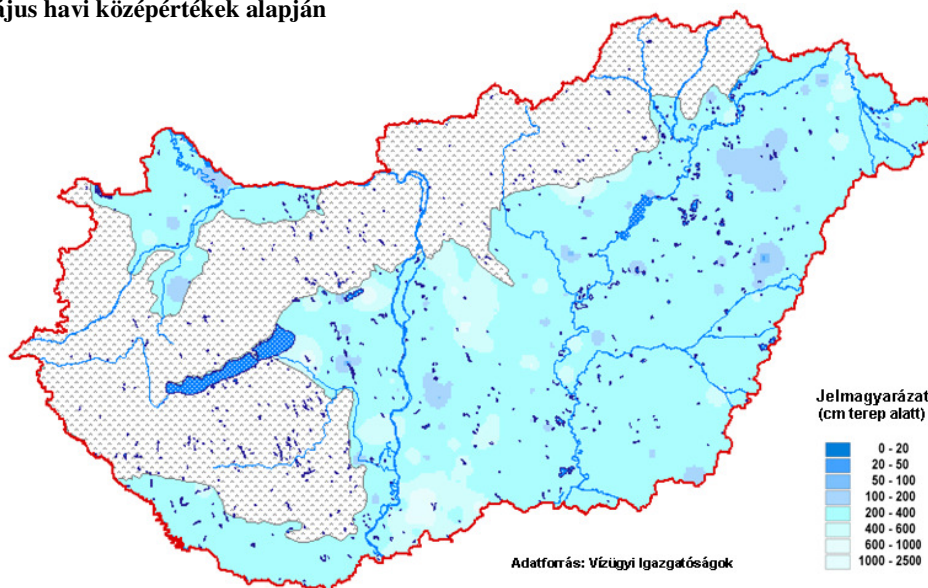 ájus havi középértékek alapján
Jelmagyarázat
(cm terep alatt)
0 - 20
20 - 50
50 - 100
100 - 200
200 - 400
400 - 600
600 - 1000
1000 - 2500
Adatforrás: Vízügyi Igazgatóságok